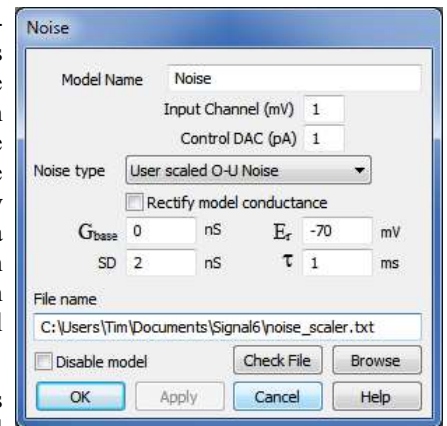 Noise
Model Name Noise
Input Channel (mV) 1
Control DAC (pA) 1
Noise type User scaled O-U Noise
Rectify model conductance
Gbase 0 nS Er -70 mV
SD 2 nS τ 1 ms
File name
C:\Users\Tim\Documents\Signal6\noise_scaler.txt
Disable model Check File Browse
OK Apply Cancel Help